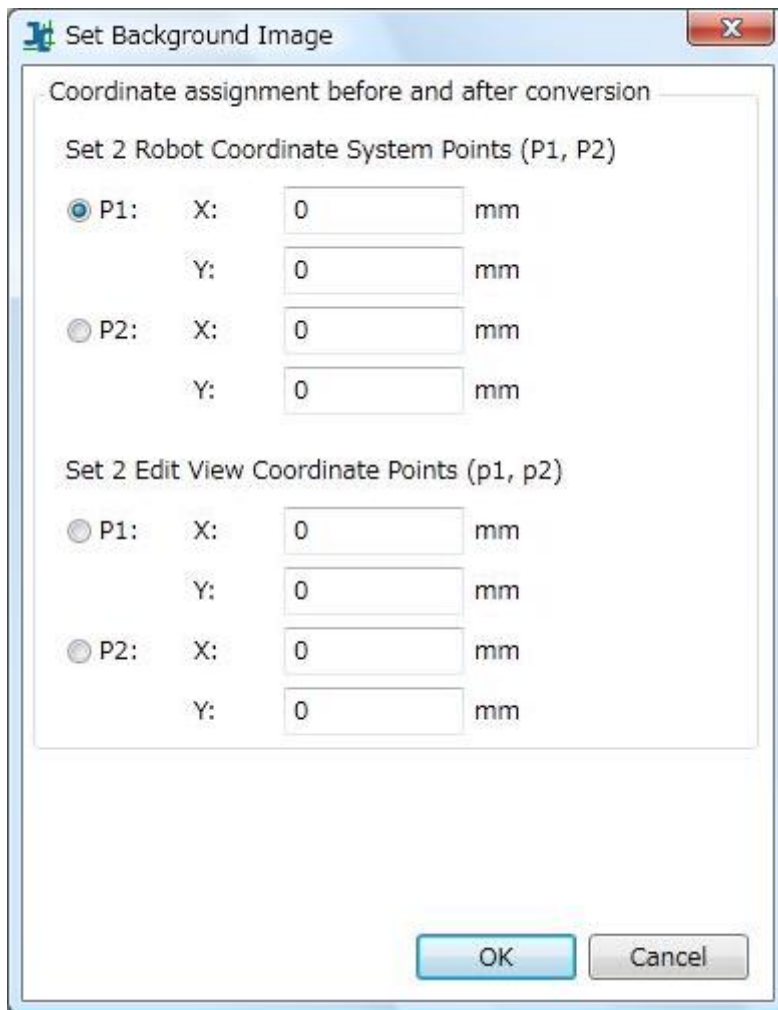 Set Background Image
Coordinate assignment before and after conversion
Set 2 Robot Coordinate System Points (P1, P2)
P1: X: 0 mm
Y: 0 mm
P2: X: 0 mm
Y: 0 mm
Set 2 Edit View Coordinate Points (p1, p2)
P1: X: 0 mm
Y: 0 mm
P2: X: 0 mm
Y: 0 mm
OK Cancel